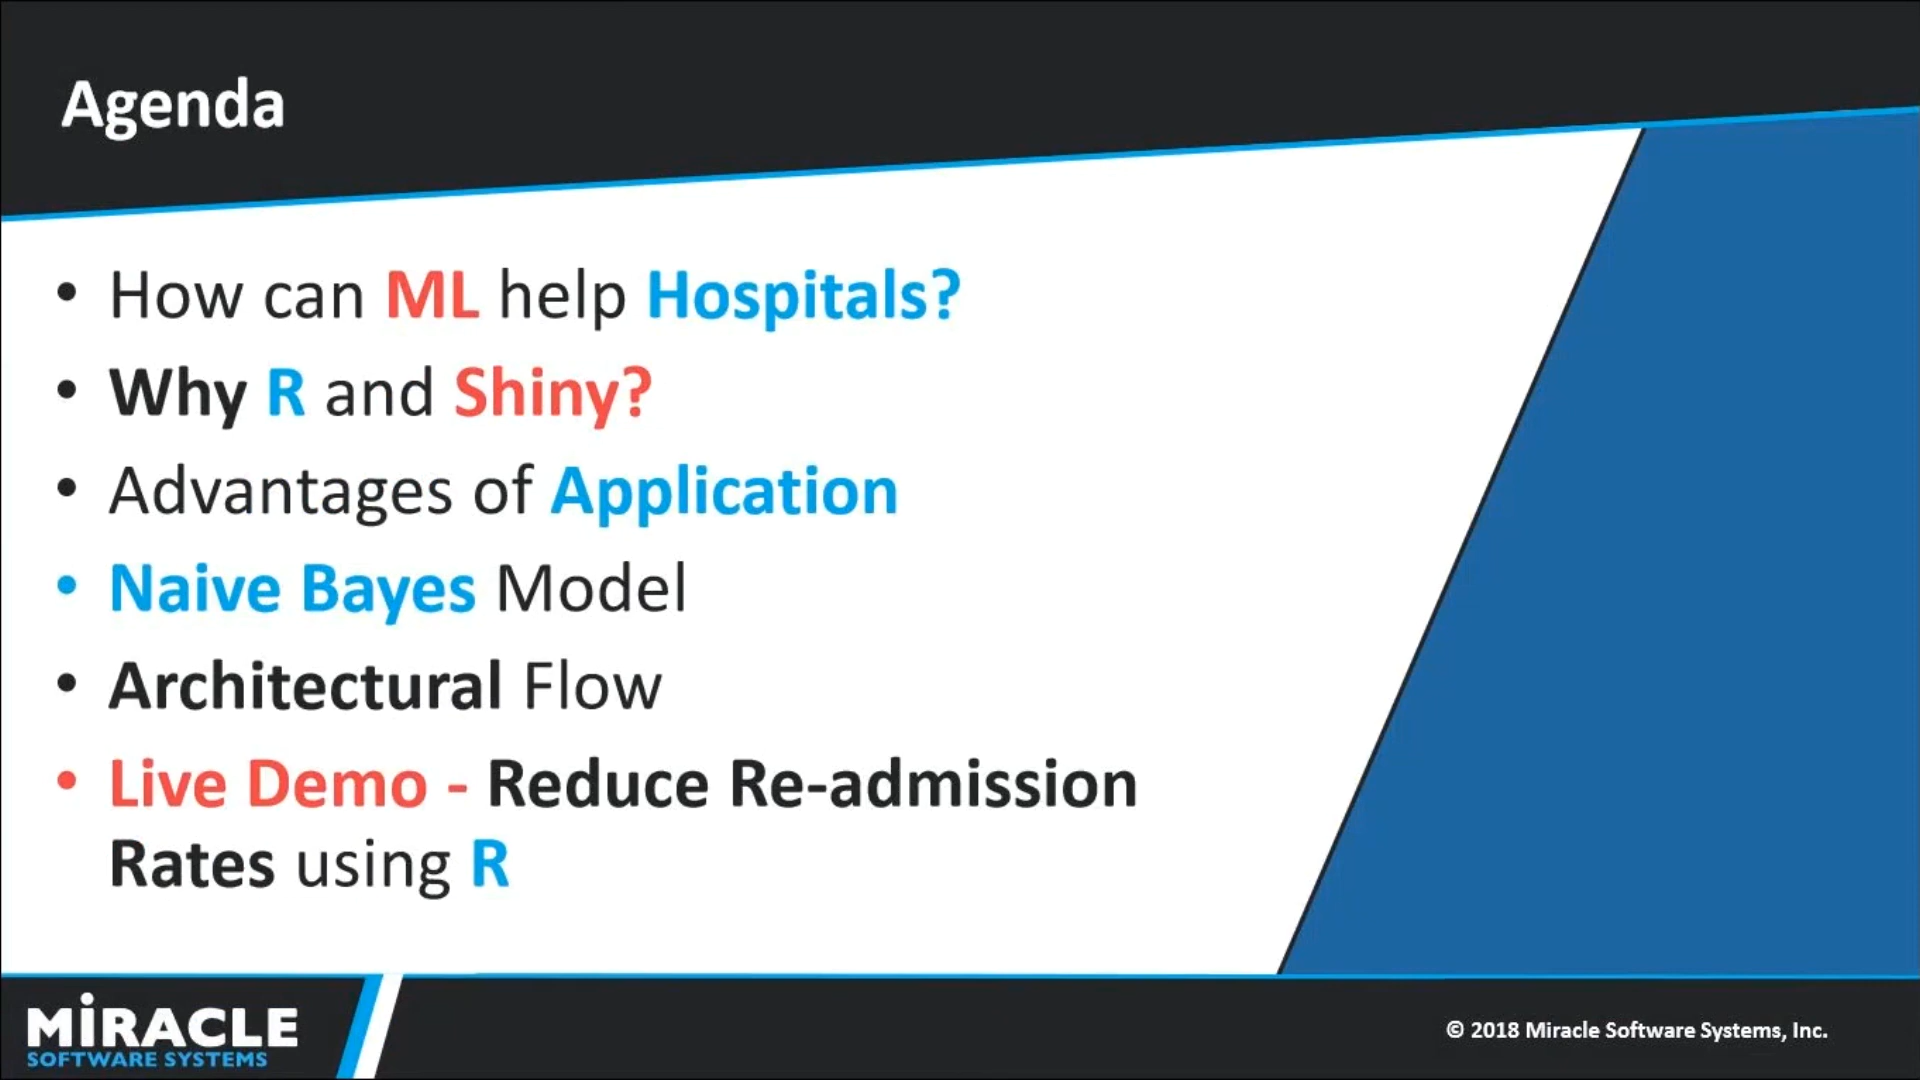 Agenda
• How can ML help Hospitals?
• Why R and Shiny?
• Advantages of Application
• Naive Bayes Model
• Architectural Flow
• Live Demo - Reduce Re-admission
Rates using R
MiRACLE
SOFTWARE SYSTEMS
© 2018 Miracle Software Systems, Inc.